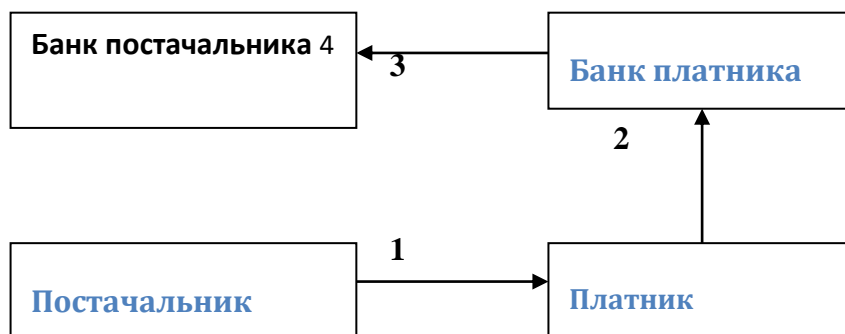 Банк постачальника 4
3
Банк платника
2
1
Постачальник
Платник